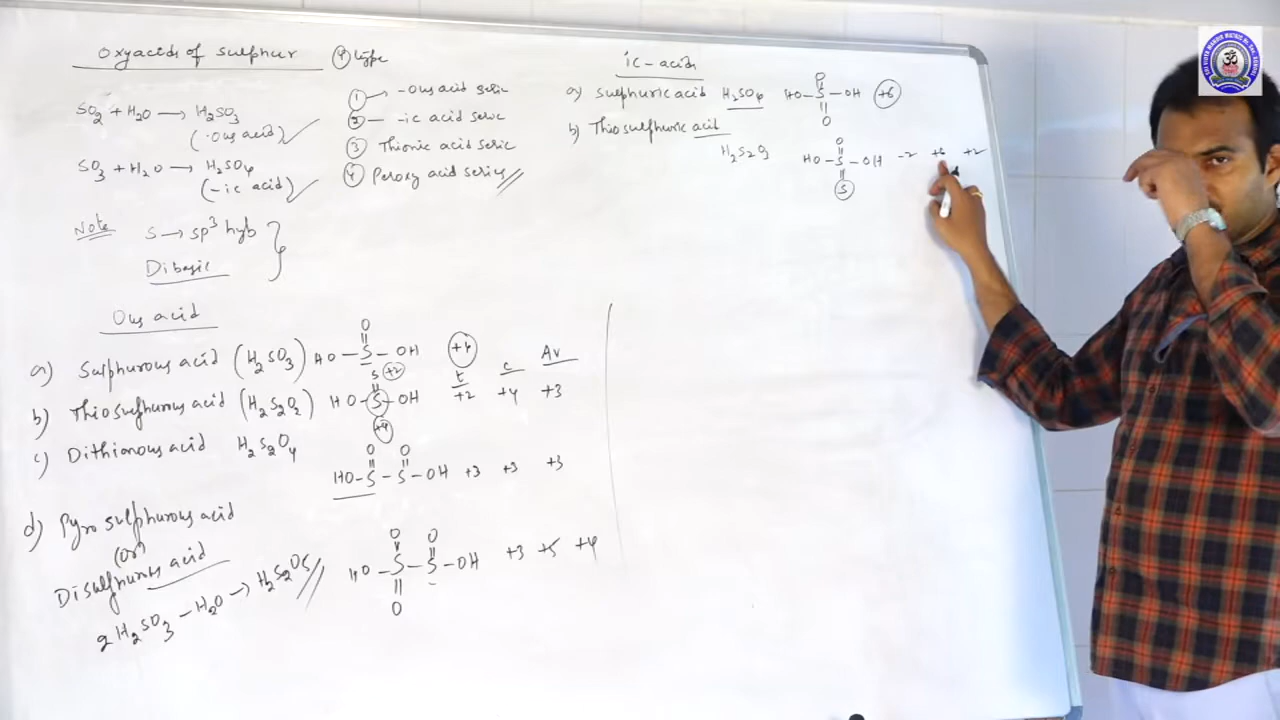 Oxyacids of sulphur ④ type
SO₂ + H₂O ⟶ H₂SO₃
(-ous acid)
SO₃ + H₂O ⟶ H₂SO₄
(-ic acid)
① -ous acid series
② -ic acid series
③ Thionic acid series
④ Peroxy acid series
Note S → sp³ hyb
Dibasic
Ous acid
a) Sulphurous acid (H₂SO₃) HO-S-OH +4
O
t c Av
b) Thiosulphurous acid (H₂S₂O₂) HO-S-OH +2 +4 +3
S +2
+4
c) Dithionous acid H₂S₂O₄
O O
HO-S-S-OH +3 +3 +3
d) Pyro sulphurous acid
(or)
Disulphurous acid
2H₂SO₃ - H₂O → H₂S₂O₅
O O
HO-S-S-OH +3 +5 +4
O
ic-acids
a) Sulphuric acid H₂SO₄ HO-S-OH +6
O
O
b) Thiosulphuric acid
H₂S₂O₃ HO-S-OH -2 +6 +2
O
S